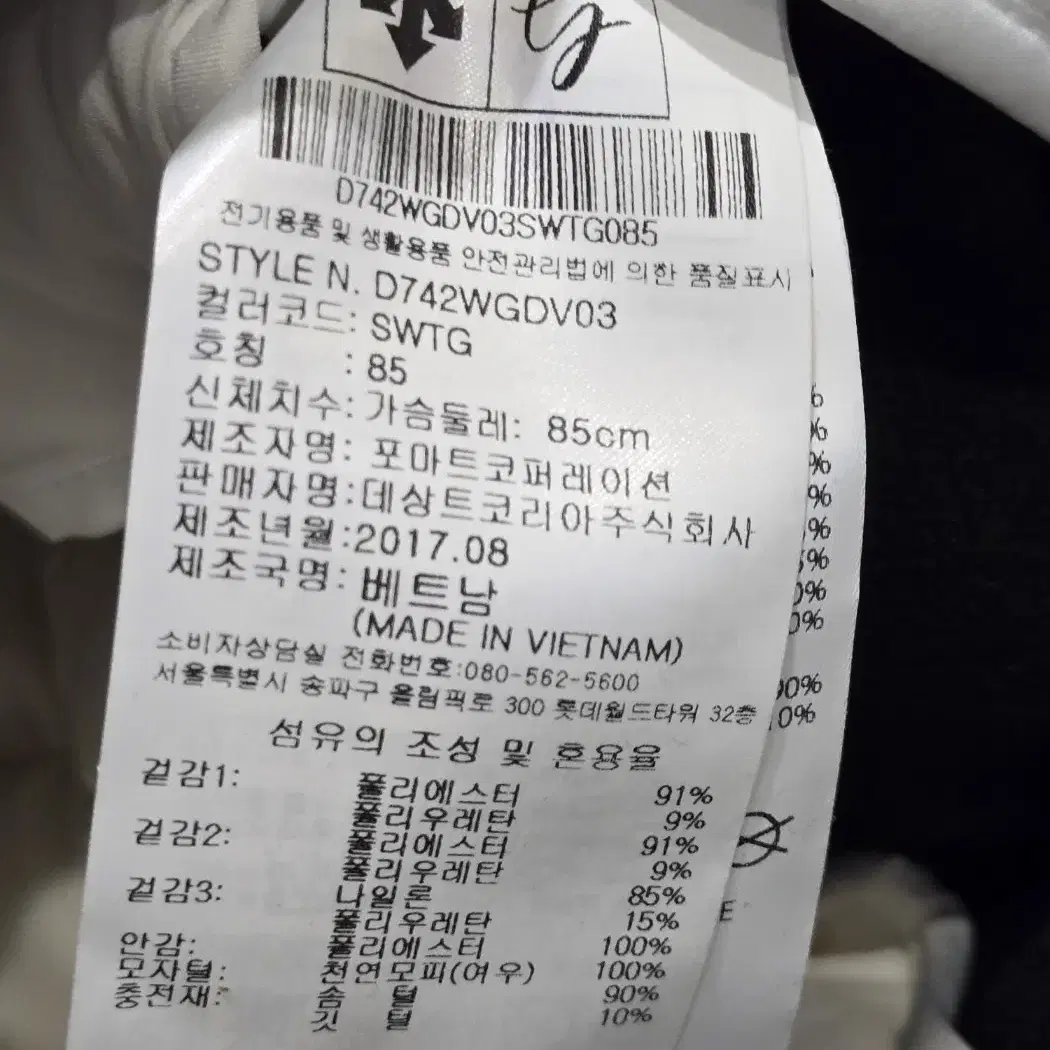 D742WGDV03SWTG085
전기용품 및 생활용품 안전관리법에 의한 품질표시
STYLE N. D742WGDV03
컬러코드: SWTG
호칭 : 85
신체치수: 가슴둘레: 85cm
제조자명: 포마트코퍼레이션
판매자명:데상트코리아주식회사
제조년월:2017.08
제조국명: 베트남
(MADE IN VIETNAM)
소비자상담실 전화번호:080-562-5600
서울특별시 송파구 올림픽로 300 롯데월드타워 32층
섬유의 조성 및 혼용율
겉감1: 폴리에스터 91%
폴리우레탄 9%
겉감2: 폴리에스터 91%
폴리우레탄 9%
겉감3: 나일론 85%
폴리우레탄 15%
안감: 폴리에스터 100%
모자털: 천연모피(여우) 100%
충전재: 솜 털 90%
깃 털 10%